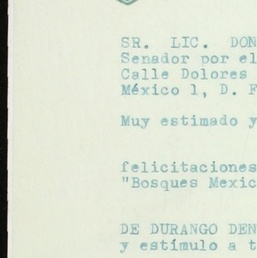 SR. LIC. DON
Senador por el
Calle Dolores
México 1, D. F
Muy estimado y
felicitaciones
"Bosques Mexic
DE DURANGO DEN
y estímulo a t